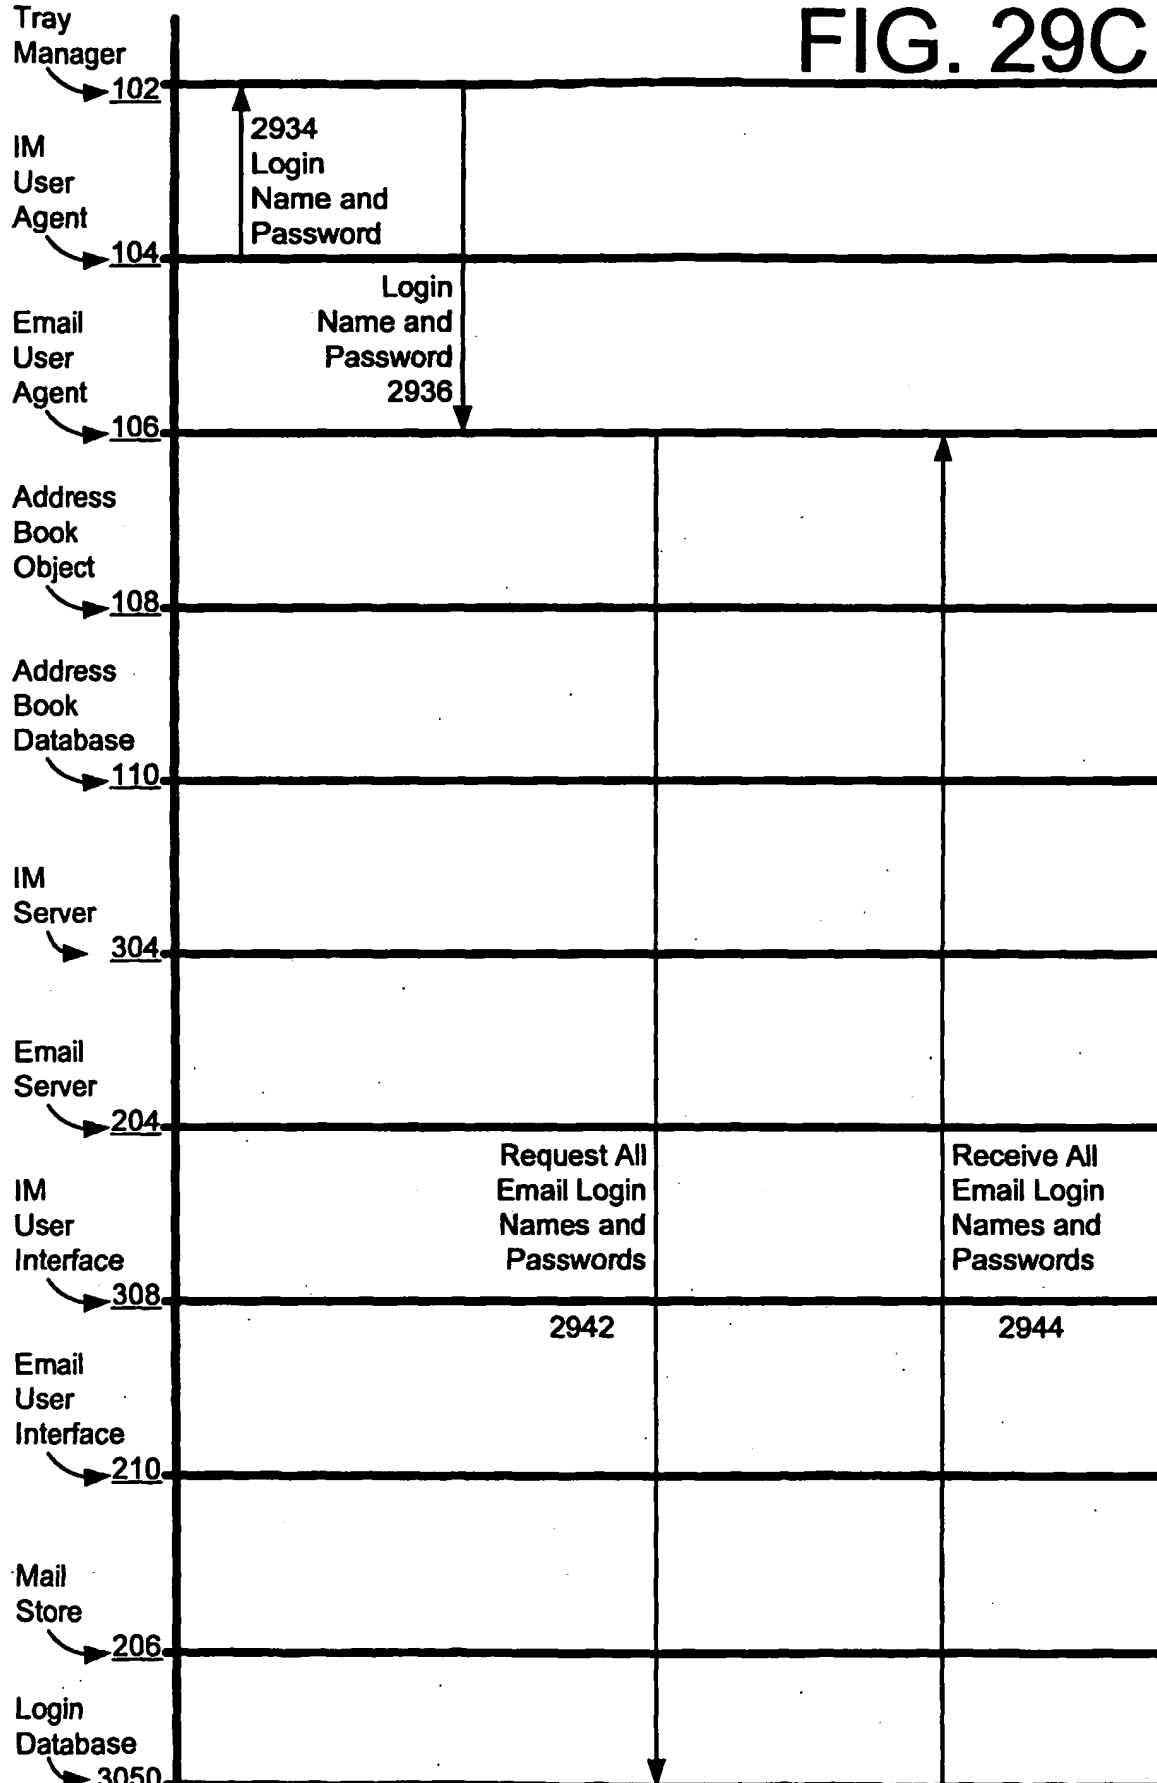 FIG. 29C
Tray
Manager
102
2934
Login
Name and
Password
IM
User
Agent
104
Login
Name and
Password
2936
Email
User
Agent
106
Address
Book
Object
108
Address
Book
Database
110
IM
Server
304
Email
Server
204
Request All
Email Login
Names and
Passwords
2942
Receive All
Email Login
Names and
Passwords
2944
IM
User
Interface
308
Email
User
Interface
210
Mail
Store
206
Login
Database
3050